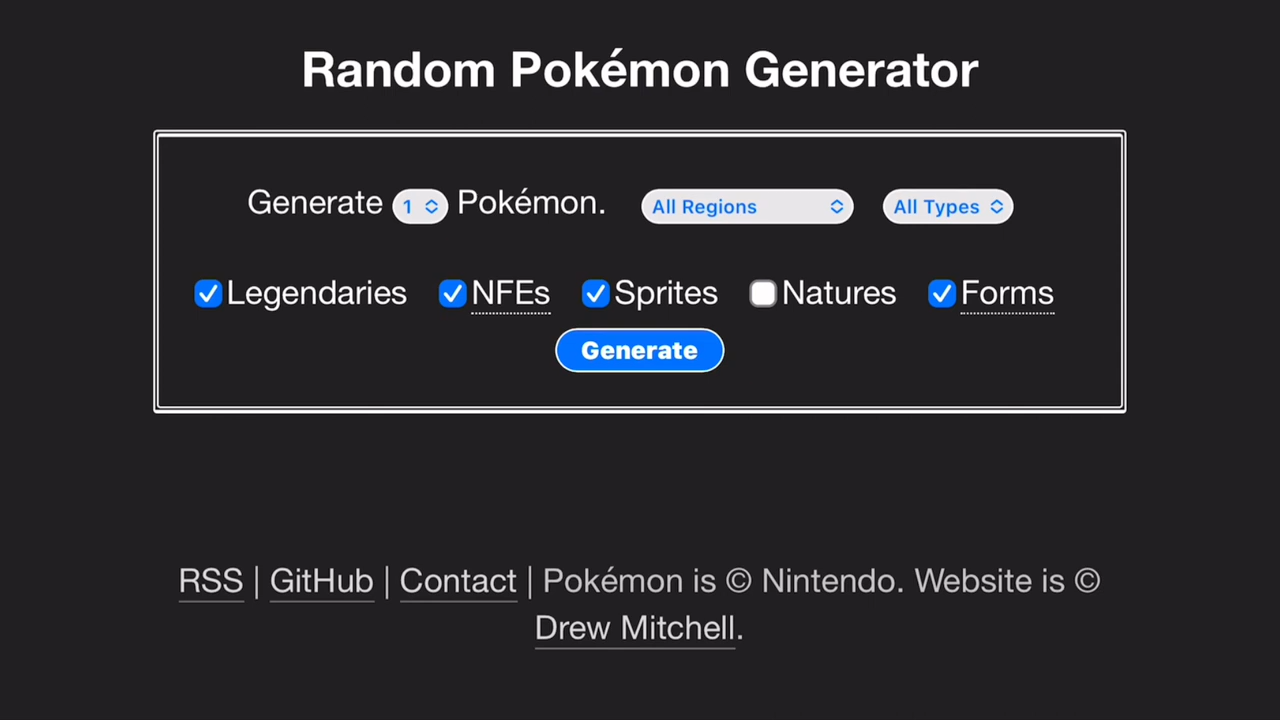 Random Pokémon Generator
Generate 1 Pokémon. All Regions All Types
Legendaries NFEs Sprites Natures Forms
Generate
RSS | GitHub | Contact | Pokémon is © Nintendo. Website is ©
Drew Mitchell.